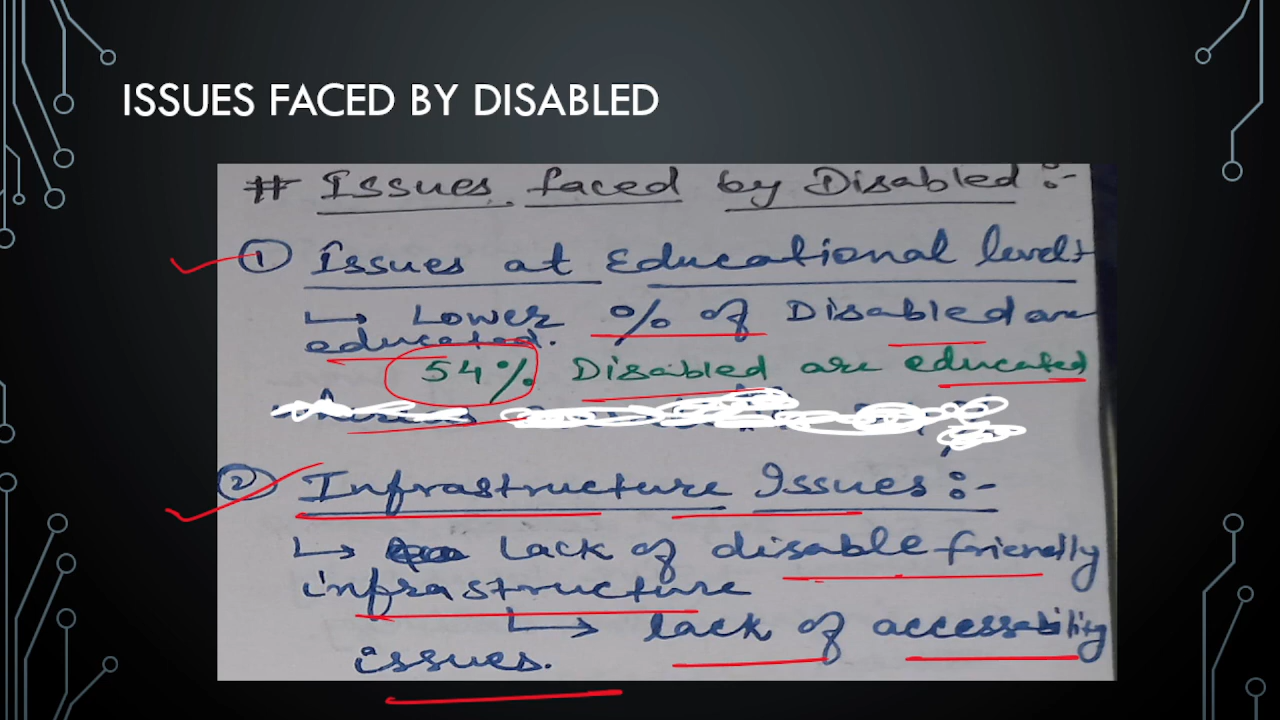 ISSUES FACED BY DISABLED
# Issues faced by Disabled :-
① Issues at Educational level:
↳ Lower % of Disabled are
educated.
54% Disabled are educated
② Infrastructure Issues :-
↳ Lack of disable friendly
infrastructure
↳ lack of accessability
issues.